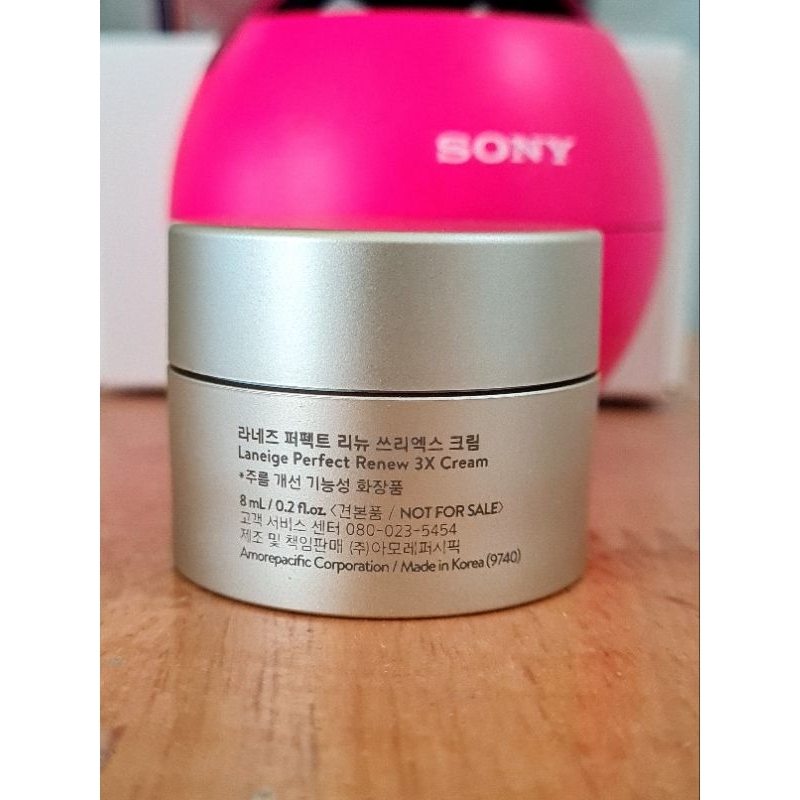 SONY
라네즈 퍼펙트 리뉴 쓰리엑스 크림
Laneige Perfect Renew 3X Cream
*주름 개선 기능성 화장품
8 mL / 0.2 fl.oz. <견본품 / NOT FOR SALE>
고객 서비스 센터 080-023-5454
제조 및 책임판매 (주)아모레퍼시픽
Amorepacific Corporation / Made in Korea (9740)